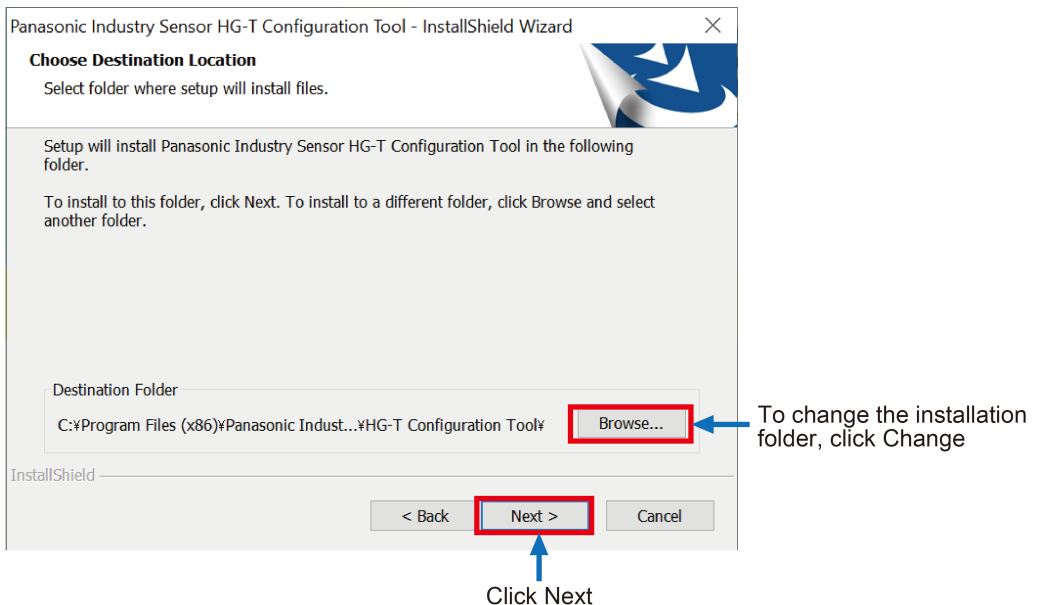 Panasonic Industry Sensor HG-T Configuration Tool - InstallShield Wizard
Choose Destination Location
Select folder where setup will install files.
Setup will install Panasonic Industry Sensor HG-T Configuration Tool in the following
folder.
To install to this folder, click Next. To install to a different folder, click Browse and select
another folder.
Destination Folder
C:¥Program Files (x86)¥Panasonic Indust...¥HG-T Configuration Tool¥
Browse...
To change the installation
folder, click Change
InstallShield
< Back
Next >
Cancel
Click Next